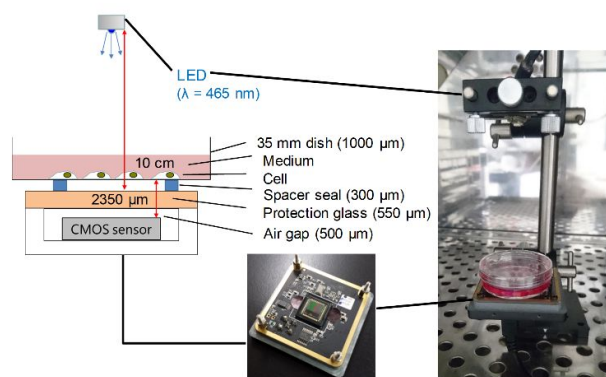 LED
(λ = 465 nm)
10 cm
35 mm dish (1000 μm)
Medium
Cell
Spacer seal (300 μm)
2350 μm
Protection glass (550 μm)
Air gap (500 μm)
CMOS sensor